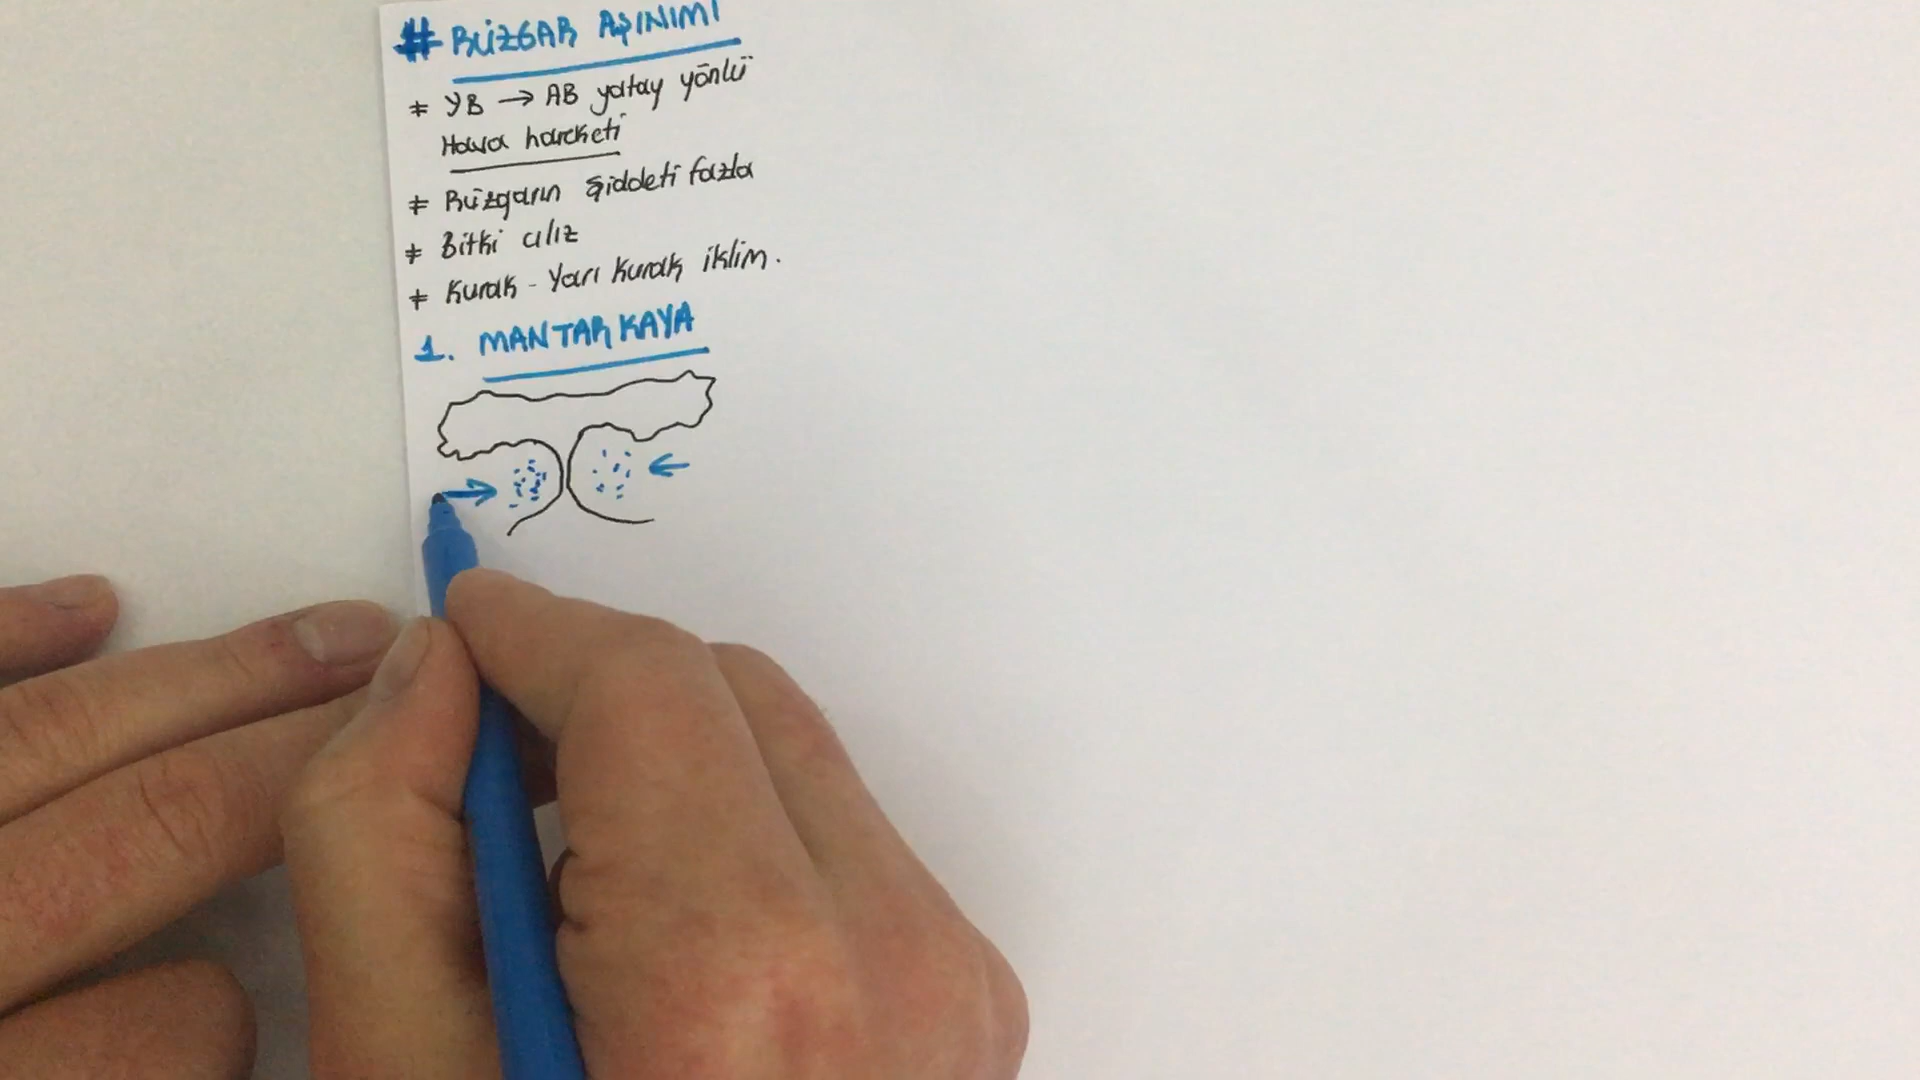 # RÜZGAR AŞINIMI
* YB → AB yatay yönlü
Hava hareketi
* Rüzgarın şiddeti fazla
* Bitki cılız
* Kurak - Yarı Kurak iklim.
1. MANTAR KAYA